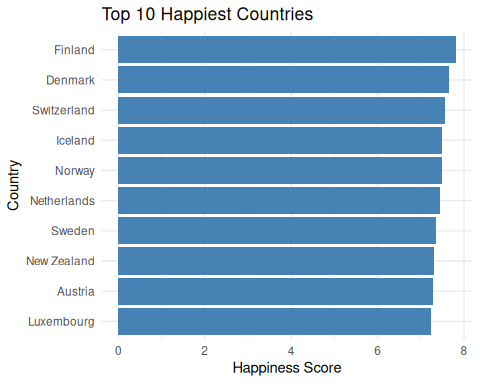 Top 10 Happiest Countries
Country
Finland
Denmark
Switzerland
Iceland
Norway
Netherlands
Sweden
New Zealand
Austria
Luxembourg
0 2 4 6 8
Happiness Score